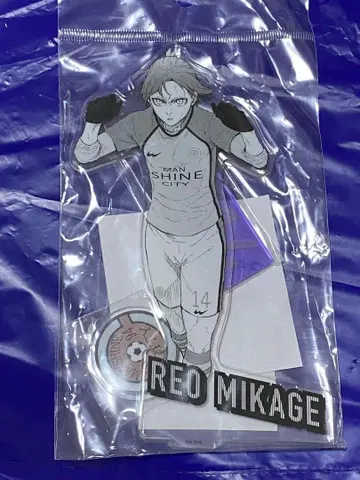 MAN
SHINE
CITY
14
REO MIKAGE